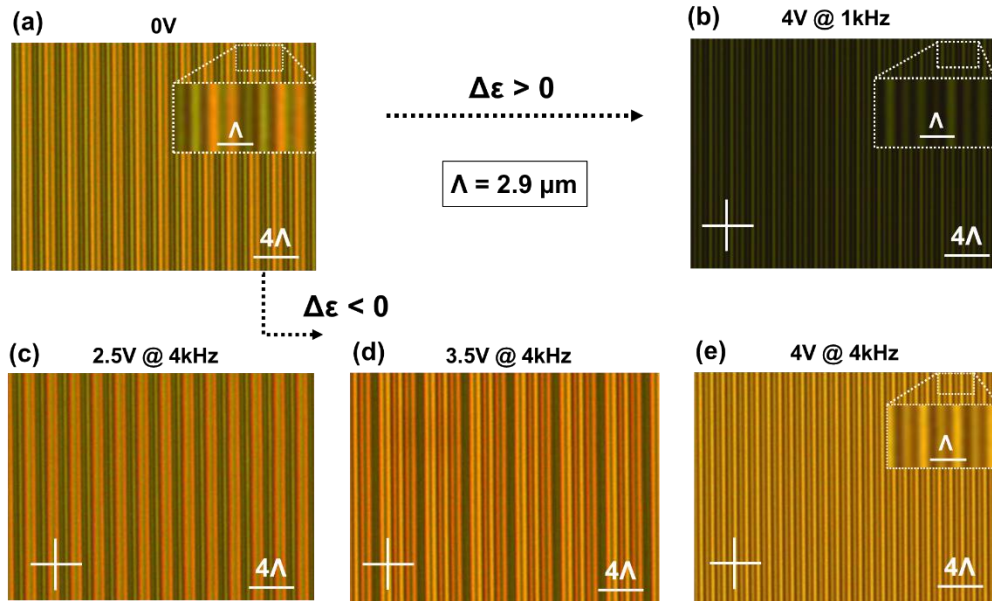 (a)
0V
Λ
4Λ
Δε > 0
Λ = 2.9 µm
(b)
4V @ 1kHz
Λ
4Λ
Δε < 0
(c)
2.5V @ 4kHz
4Λ
(d)
3.5V @ 4kHz
4Λ
(e)
4V @ 4kHz
Λ
4Λ